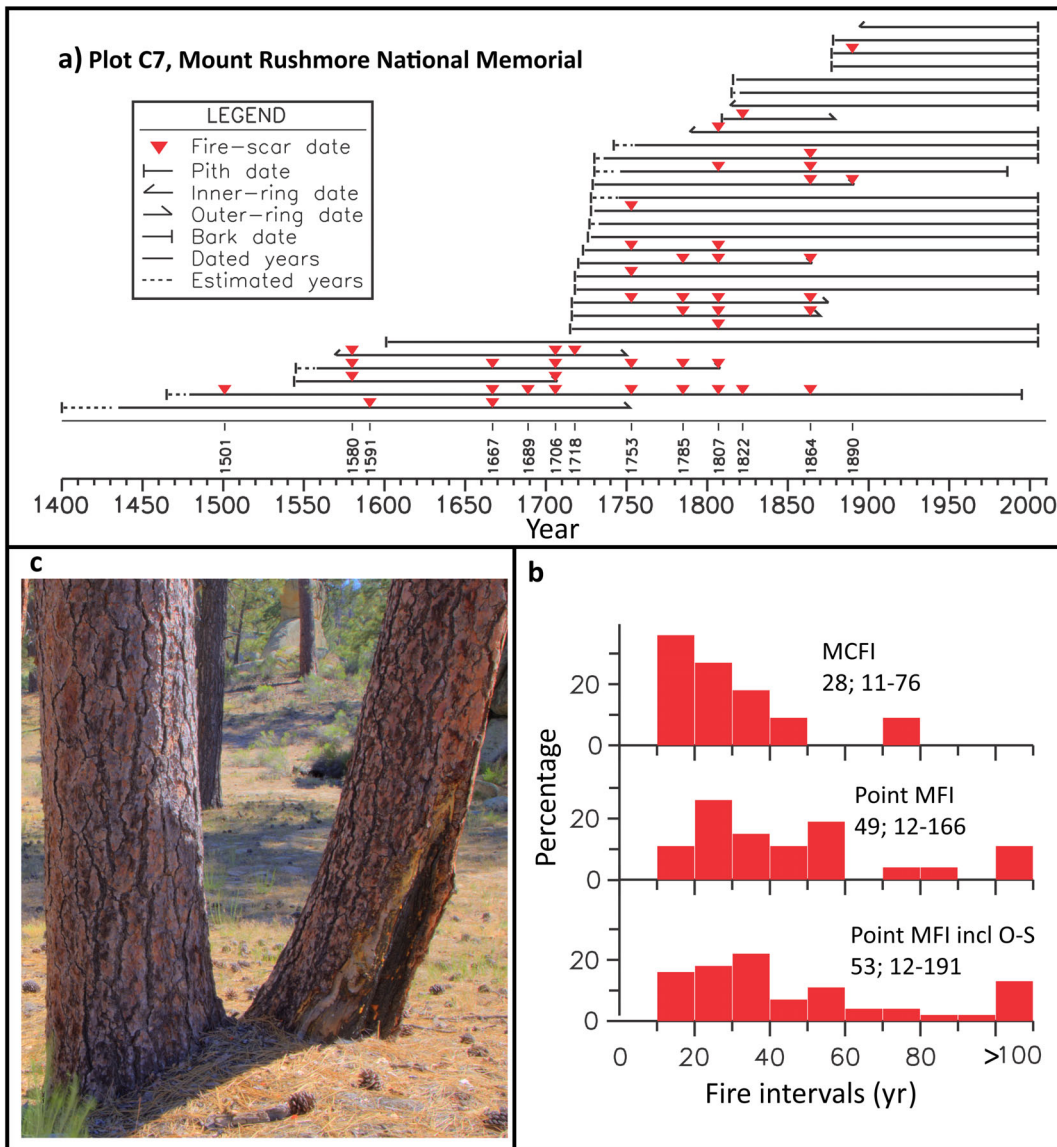 a) Plot C7, Mount Rushmore National Memorial
LEGEND
Fire-scar date
Pith date
Inner-ring date
Outer-ring date
Bark date
Dated years
Estimated years
1501
1580
1591
1667
1689
1706
1718
1753
1785
1807
1822
1864
1890
1400 1450 1500 1550 1600 1650 1700 1750 1800 1850 1900 1950 2000
Year
c
b
MCFI
28; 11-76
20
0
Point MFI
49; 12-166
20
0
Percentage
Point MFI incl O-S
53; 12-191
20
0
0 20 40 60 80 >100
Fire intervals (yr)